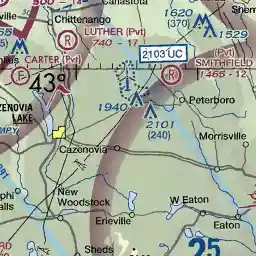 Canastota
Chittenango
1620
(370)
1529
LUTHER (Pvt)
740 17
R
2103 UC
(Pvt)
SMITHFIELD
1465 - 12
CARTER (Pvt)
R
43°
Peterboro
1940
2101
(240)
ZENOVIA
LAKE
Morrisville
Cazenovia
New
Woodstock
W Eaton
Eaton
Erieville
25
Sheds